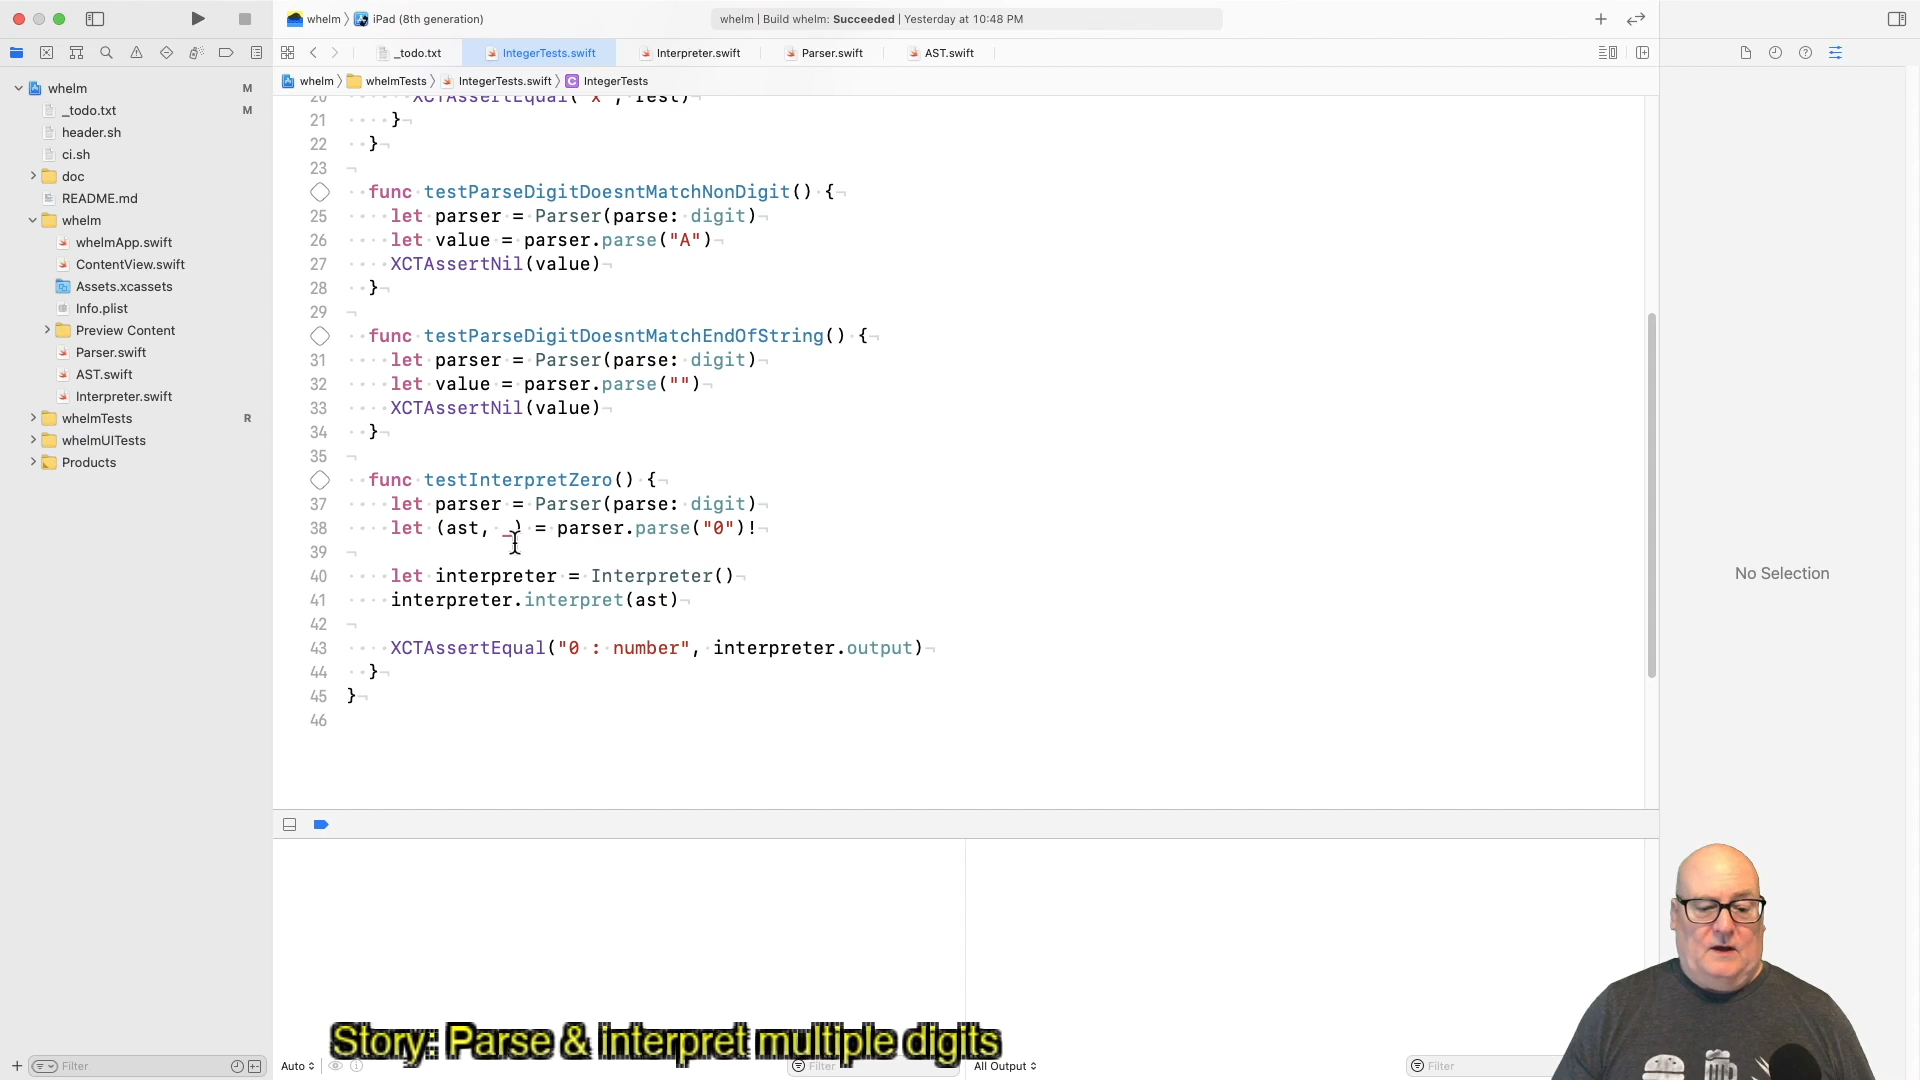 whelm
iPad (8th generation)
whelm | Build whelm: Succeeded | Yesterday at 10:48 PM
_todo.txt
IntegerTests.swift
Interpreter.swift
Parser.swift
AST.swift
whelm
whelmTests
IntegerTests.swift
IntegerTests
whelm M
_todo.txt M
header.sh
ci.sh
doc
README.md
whelm
whelmApp.swift
ContentView.swift
Assets.xcassets
Info.plist
Preview Content
Parser.swift
AST.swift
Interpreter.swift
whelmTests R
whelmUITests
Products
20 XCTAssertEqual("x", rest)
21 }
22 }
23
func testParseDigitDoesntMatchNonDigit() {
25 let parser = Parser(parse: digit)
26 let value = parser.parse("A")
27 XCTAssertNil(value)
28 }
29
func testParseDigitDoesntMatchEndOfString() {
31 let parser = Parser(parse: digit)
32 let value = parser.parse("")
33 XCTAssertNil(value)
34 }
35
func testInterpretZero() {
37 let parser = Parser(parse: digit)
38 let (ast, _) = parser.parse("0")!
39
40 let interpreter = Interpreter()
41 interpreter.interpret(ast)
42
43 XCTAssertEqual("0 : number", interpreter.output)
44 }
45 }
46
No Selection
Story: Parse & interpret multiple digits
Filter
Auto
Filter
All Output
Filter